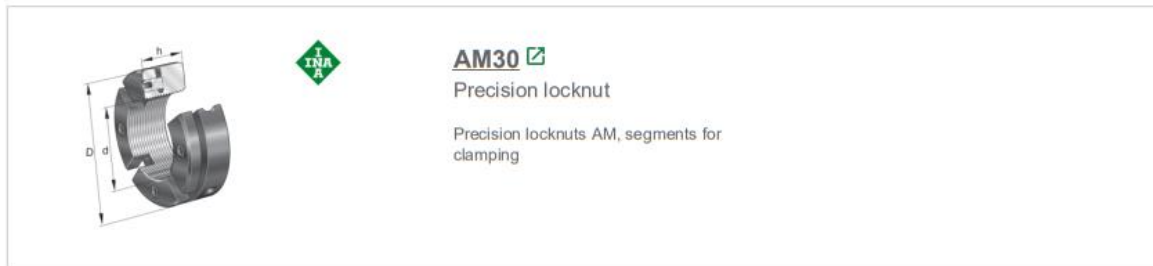 h
D
d
I
INA
A
AM30
Precision locknut
Precision locknuts AM, segments for
clamping